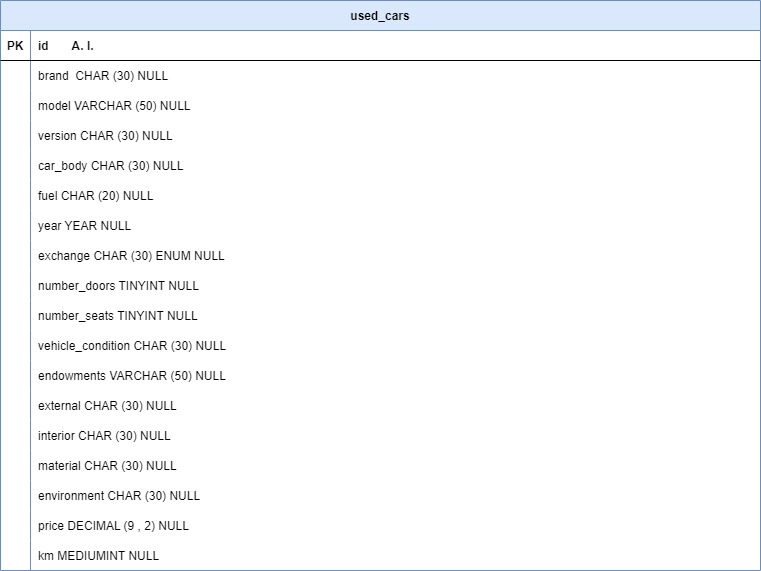 used_cars
PK id A. I.
brand CHAR (30) NULL
model VARCHAR (50) NULL
version CHAR (30) NULL
car_body CHAR (30) NULL
fuel CHAR (20) NULL
year YEAR NULL
exchange CHAR (30) ENUM NULL
number_doors TINYINT NULL
number_seats TINYINT NULL
vehicle_condition CHAR (30) NULL
endowments VARCHAR (50) NULL
external CHAR (30) NULL
interior CHAR (30) NULL
material CHAR (30) NULL
environment CHAR (30) NULL
price DECIMAL (9 , 2) NULL
km MEDIUMINT NULL